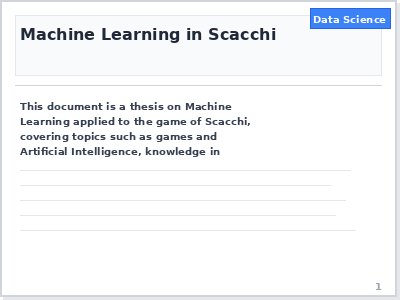 Data Science
Machine Learning in Scacchi
This document is a thesis on Machine
Learning applied to the game of Scacchi,
covering topics such as games and
Artificial Intelligence, knowledge in
1